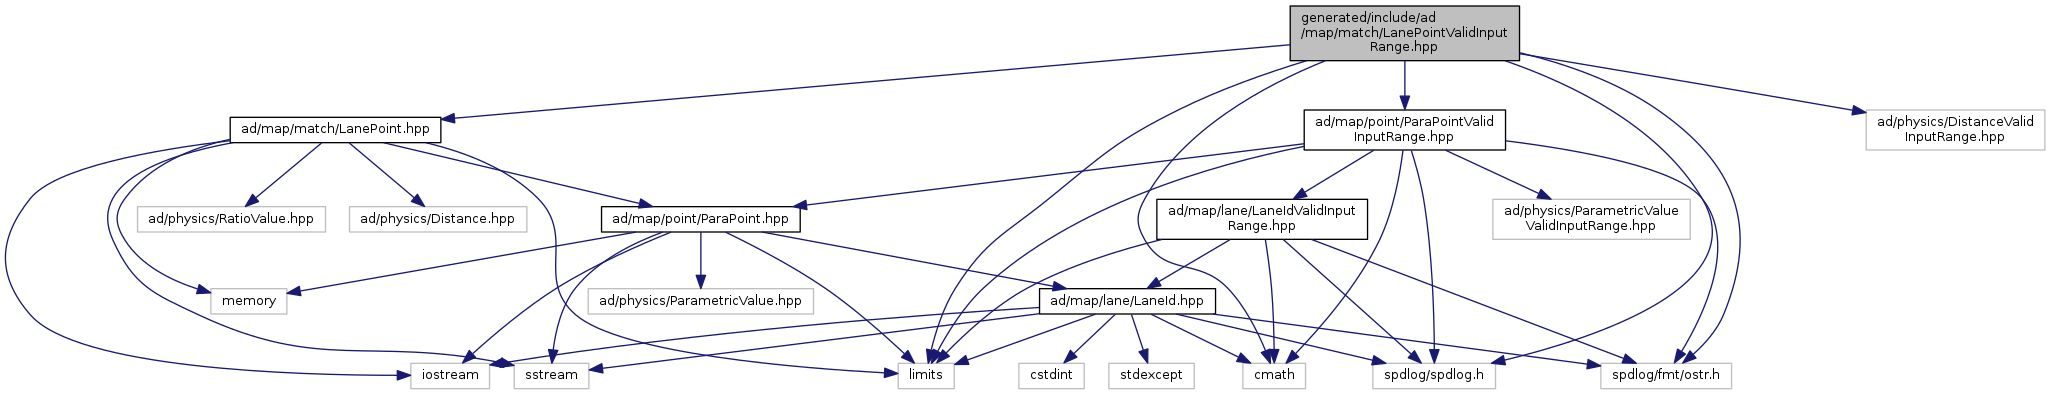 generated/include/ad
/map/match/LanePointValidInput
Range.hpp
ad/map/match/LanePoint.hpp
ad/map/point/ParaPointValid
InputRange.hpp
ad/physics/DistanceValid
InputRange.hpp
ad/physics/RatioValue.hpp
ad/physics/Distance.hpp
ad/map/point/ParaPoint.hpp
ad/map/lane/LaneIdValidInput
Range.hpp
ad/physics/ParametricValue
ValidInputRange.hpp
memory
ad/physics/ParametricValue.hpp
ad/map/lane/LaneId.hpp
iostream
sstream
limits
cstdint
stdexcept
cmath
spdlog/spdlog.h
spdlog/fmt/ostr.h